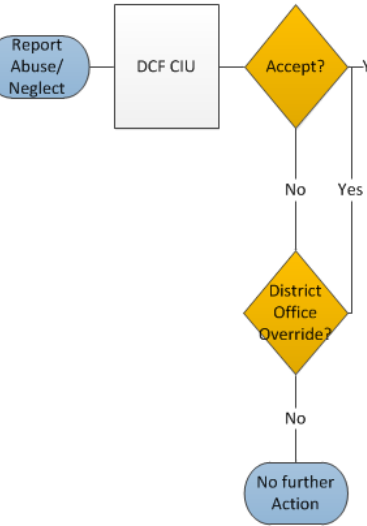 Report
Abuse/
Neglect
DCF CIU
Accept?
No
Yes
District
Office
Override?
No
No further
Action